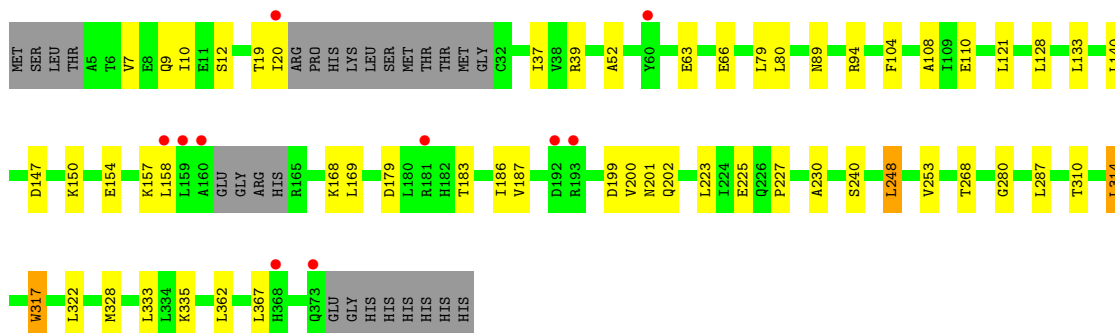 MET SER LEU THR A5 T6 V7 E8 Q9 I10 E11 S12 T19 I20 ARG PRO HIS LYS LEU SER MET THR THR MET GLY C32 I37 V38 R39 A52 Y60 E63 E66 L79 L80 N89 R94 F104 A108 I109 E110 L121 L128 L133
D147 K150 E154 K157 L158 L159 A160 GLU GLY ARG HIS R165 K168 L169 D179 L180 R181 H182 T183 I186 V187 D192 R193 D199 V200 N201 Q202 L223 I224 E225 Q226 P227 A230 S240 L248 V253 T268 G280 L287 T310 L314
W317 L322 M328 L333 L334 K335 L362 L367 H368 Q373 GLU GLY HIS HIS HIS HIS HIS HIS